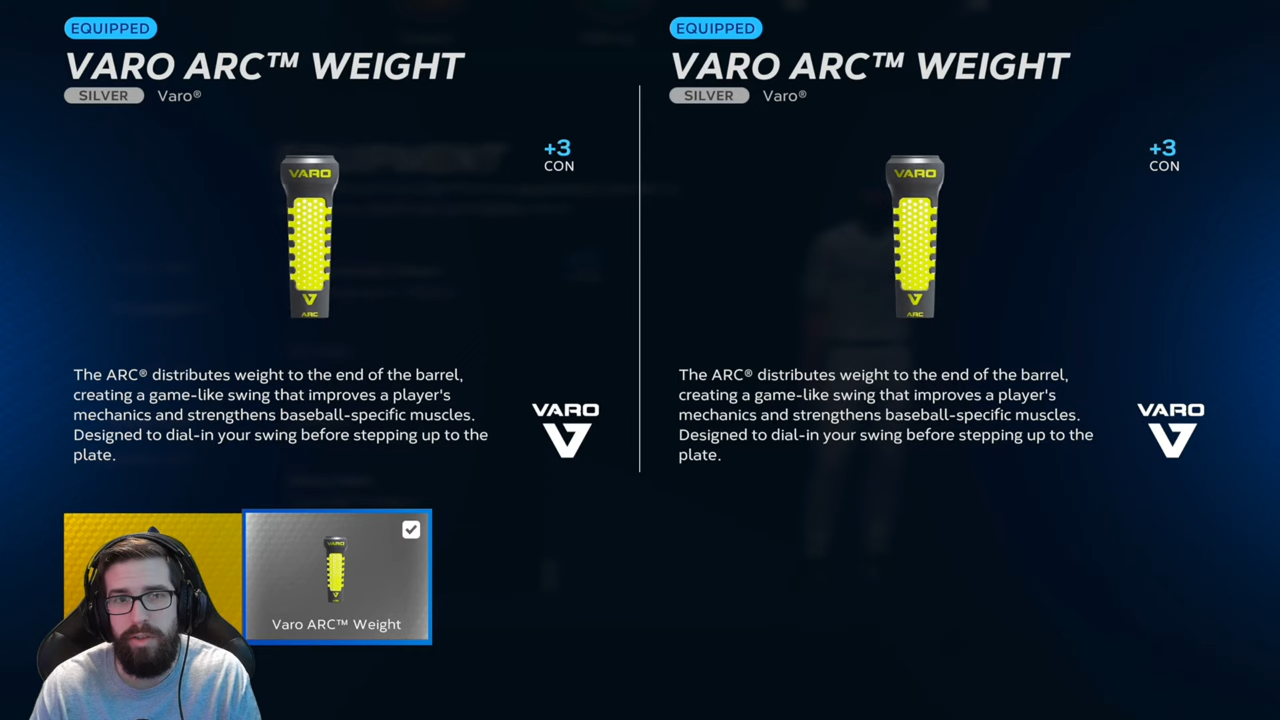 EQUIPPED
VARO ARC™ WEIGHT
SILVER Varo®
+3
CON
VARO
ARC
The ARC® distributes weight to the end of the barrel,
creating a game-like swing that improves a player's
mechanics and strengthens baseball-specific muscles.
Designed to dial-in your swing before stepping up to the
plate.
VARO
EQUIPPED
VARO ARC™ WEIGHT
SILVER Varo®
+3
CON
VARO
ARC
The ARC® distributes weight to the end of the barrel,
creating a game-like swing that improves a player's
mechanics and strengthens baseball-specific muscles.
Designed to dial-in your swing before stepping up to the
plate.
VARO
VARO
Varo ARC™ Weight